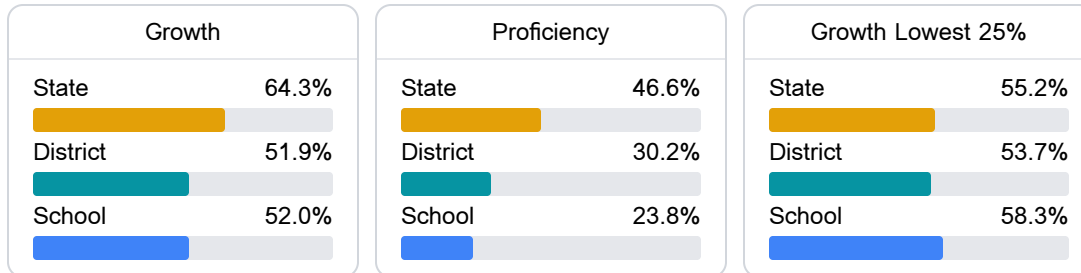 Growth
State 64.3%
District 51.9%
School 52.0%
Proficiency
State 46.6%
District 30.2%
School 23.8%
Growth Lowest 25%
State 55.2%
District 53.7%
School 58.3%